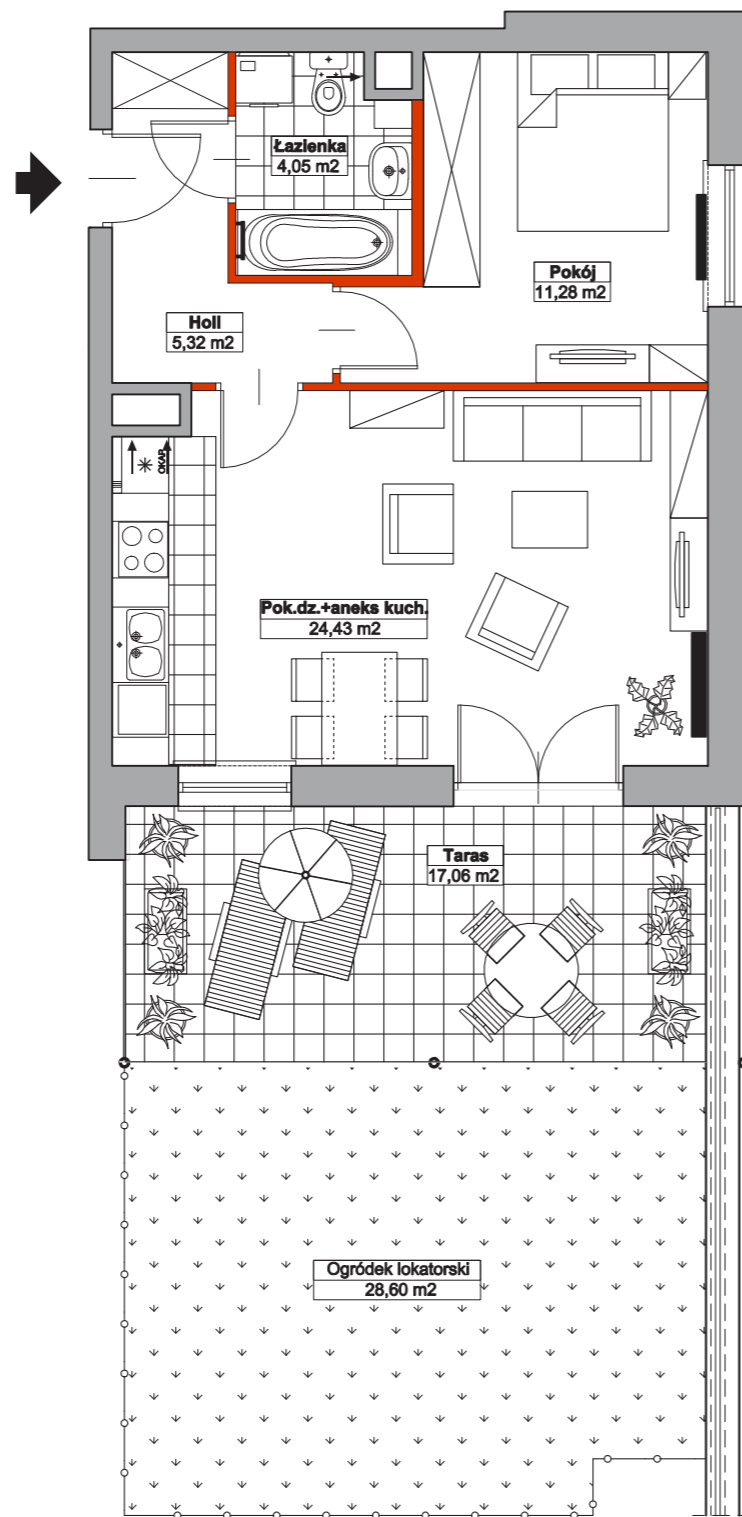 Łazienka
4,05 m2
Pokój
11,28 m2
Holl
5,32 m2
OKAP
Pok.dz.+aneks kuch.
24,43 m2
Taras
17,06 m2
Ogródek lokatorski
28,60 m2